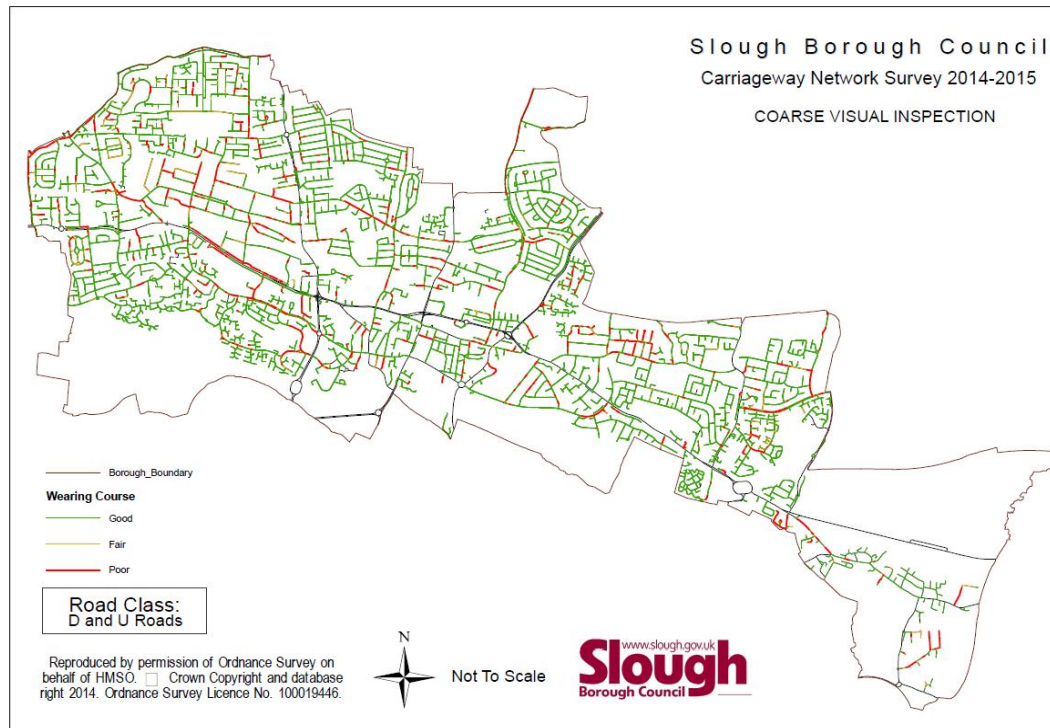 Slough Borough Council
Carriageway Network Survey 2014-2015
COARSE VISUAL INSPECTION
Borough_Boundary
Wearing Course
Good
Fair
Poor
Road Class:
D and U Roads
Reproduced by permission of Ordnance Survey on
behalf of HMSO. □ Crown Copyright and database
right 2014. Ordnance Survey Licence No. 100019446.
N
Not To Scale
www.slough.gov.uk
Slough
Borough Council